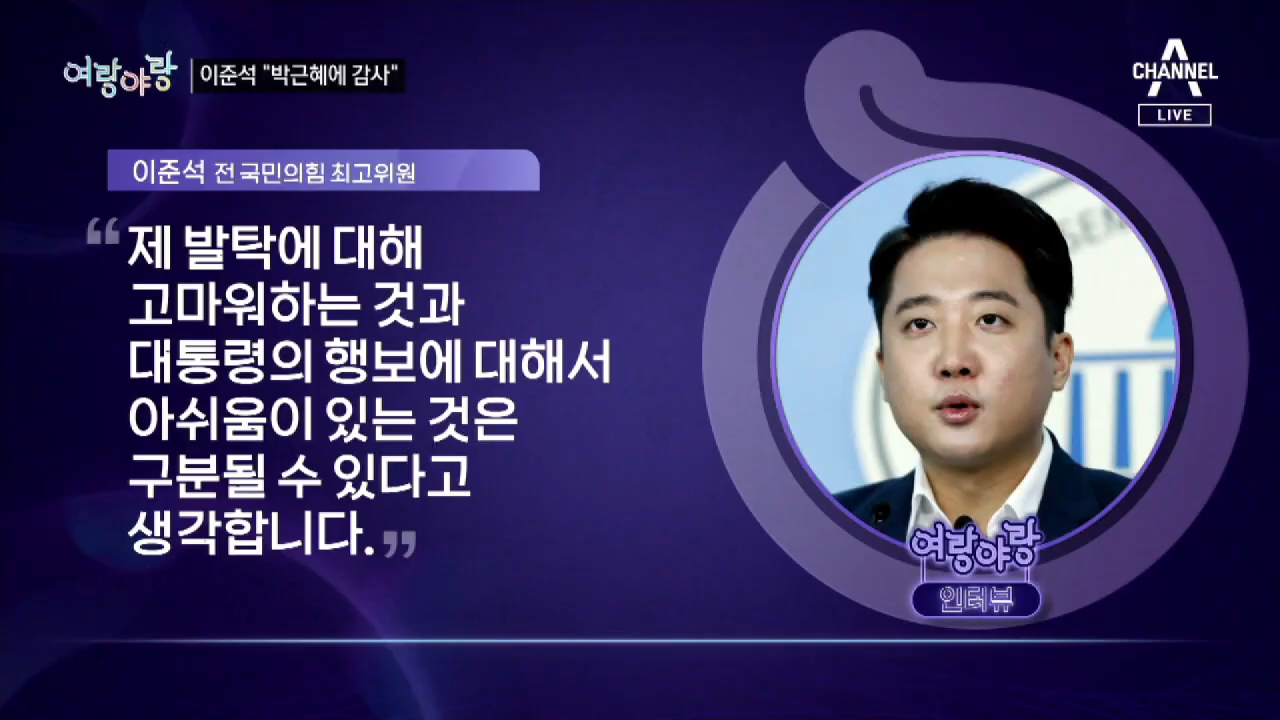 여랑야랑
이준석 "박근혜에 감사"
CHANNEL A
LIVE
이준석 전 국민의힘 최고위원
“제 발탁에 대해
고마워하는 것과
대통령의 행보에 대해서
아쉬움이 있는 것은
구분될 수 있다고
생각합니다.”
SEN
여랑야랑
인터뷰